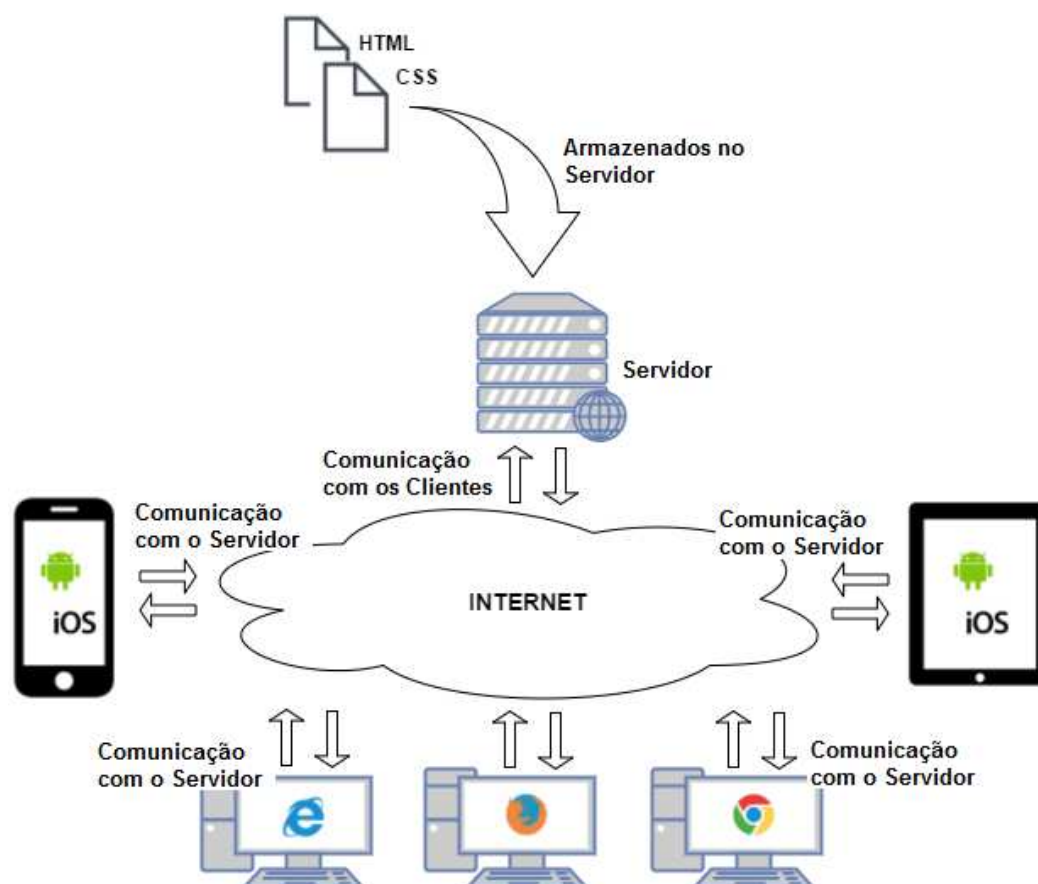 HTML
CSS
Armazenados no
Servidor
Servidor
Comunicação
com os Clientes
Comunicação
com o Servidor
Comunicação
com o Servidor
INTERNET
iOS
iOS
Comunicação
com o Servidor
Comunicação
com o Servidor